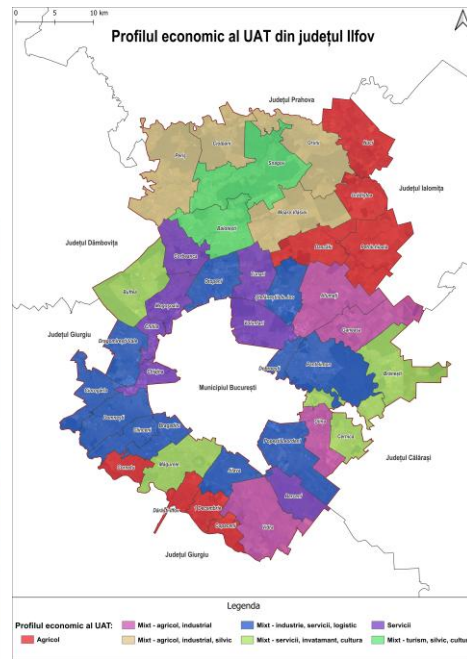 0 5 10 km
Profilul economic al UAT din județul Ilfov
Județul Prahova
Nuci
Gruiu
Ciolpani
Periș
Snagov
Județul Ialomița
Grădiștea
Moara Vlăsiei
Balotești
Petrăchioaia
Dascălu
Județul Dâmbovița
Corbeanca
Buftea
Otopeni
Tunari
Ștefăneștii de Jos
Afumați
Mogoșoaia
Găneasa
Voluntari
Chitila
Județul Giurgiu
Dragomirești-Vale
Dobroești
Pantelimon
Brănești
Chiajna
Municipiul București
Ciorogârla
Domnești
Glina
Cernica
Clinceni
Bragadiru
Popești Leordeni
Județul Călărași
Cornetu
Măgurele
Jilava
Berceni
Dărăști-Ilfov
1 Decembrie
Vidra
Copăceni
Județul Giurgiu
Legenda
Profilul economic al UAT:
Mixt - agricol, industrial
Mixt - industrie, servicii, logistic
Servicii
Agricol
Mixt - agricol, industrial, silvic
Mixt - servicii, invatamant, cultura
Mixt - turism, silvic, cultu